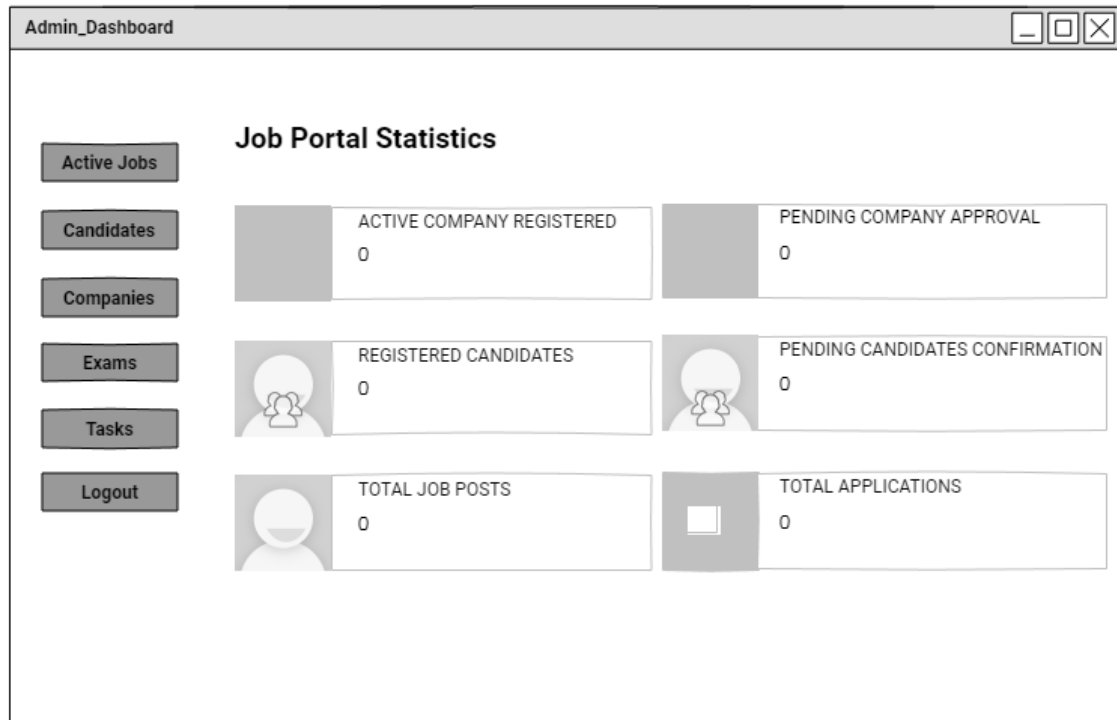 Admin_Dashboard
Job Portal Statistics
Active Jobs
Candidates
Companies
Exams
Tasks
Logout
ACTIVE COMPANY REGISTERED
0
PENDING COMPANY APPROVAL
0
REGISTERED CANDIDATES
0
PENDING CANDIDATES CONFIRMATION
0
TOTAL JOB POSTS
0
TOTAL APPLICATIONS
0